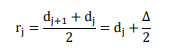 r_j = (d_{j+1} + d_j) / 2 = d_j + Δ / 2